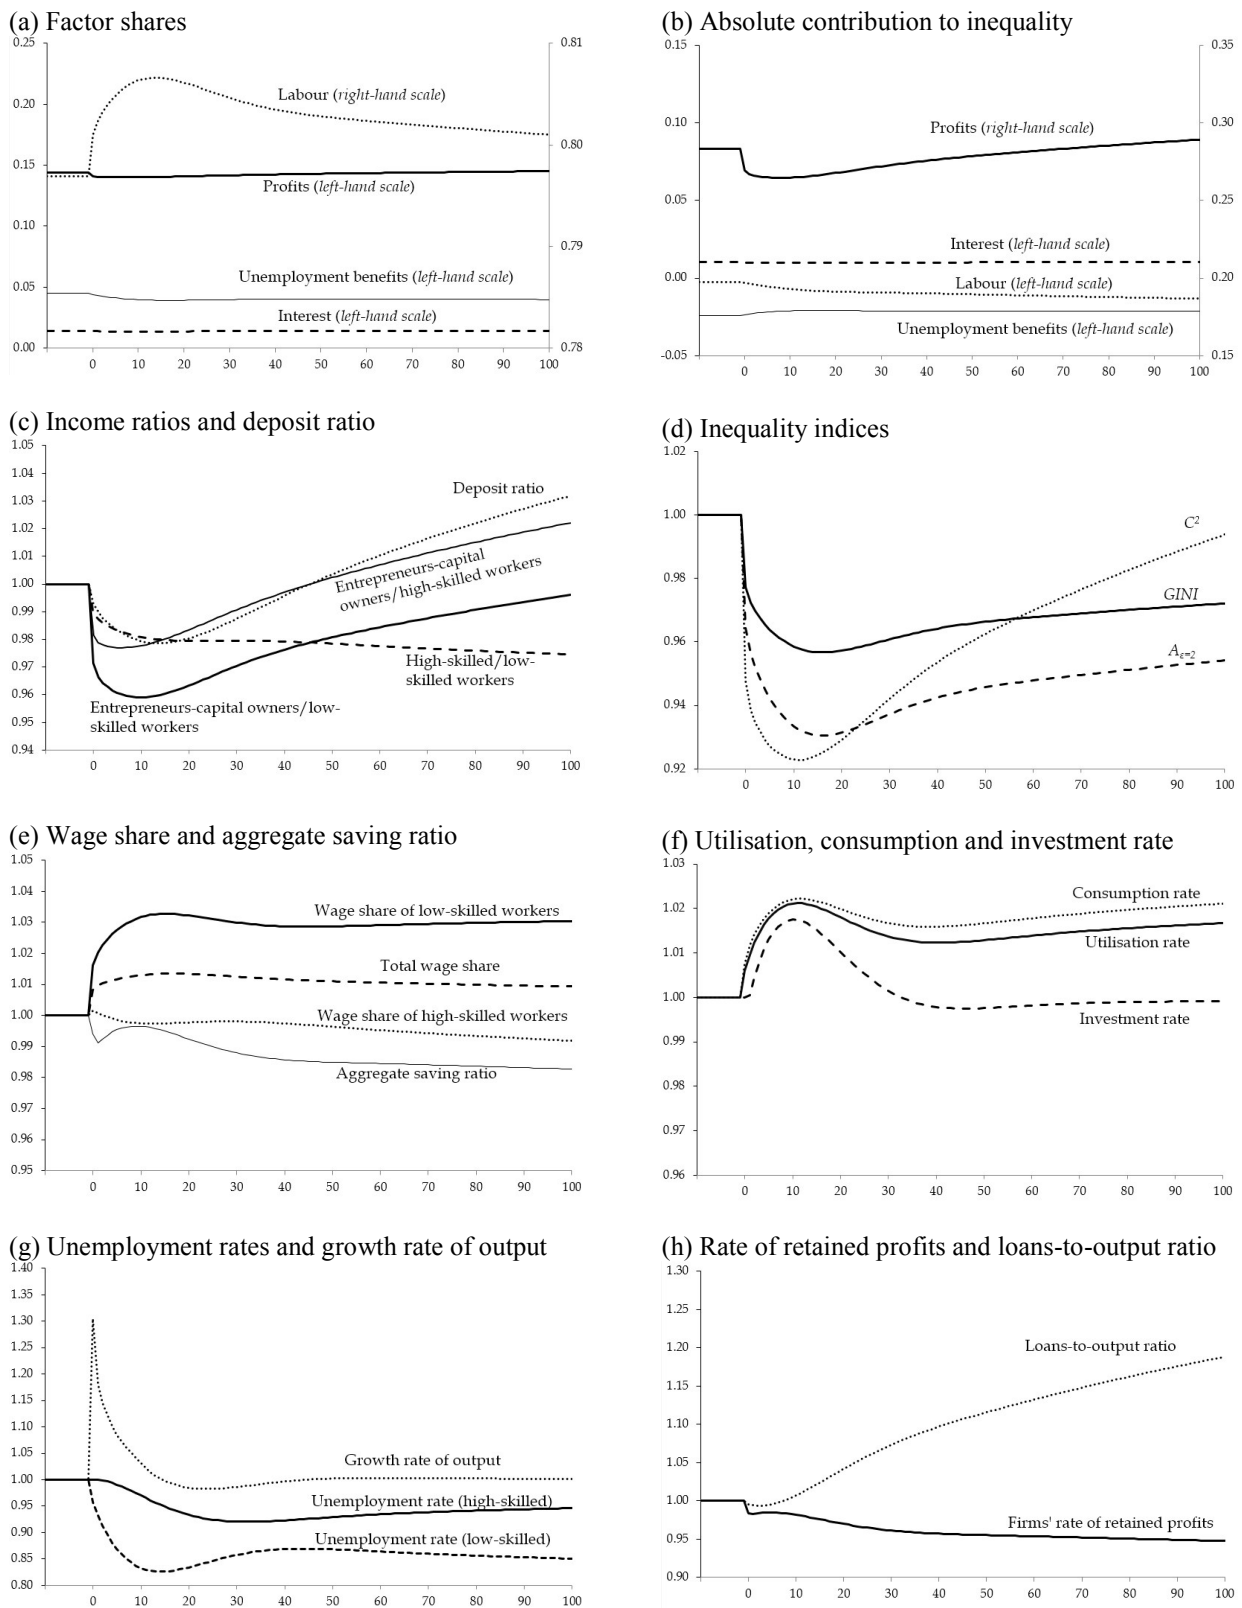 (a) Factor shares
0.25
0.20
0.15
0.10
0.05
0.00
0.81
0.80
0.79
0.78
Labour (right-hand scale)
Profits (left-hand scale)
Unemployment benefits (left-hand scale)
Interest (left-hand scale)
0 10 20 30 40 50 60 70 80 90 100
(b) Absolute contribution to inequality
0.15
0.10
0.05
0.00
-0.05
0.35
0.30
0.25
0.20
0.15
Profits (right-hand scale)
Interest (left-hand scale)
Labour (left-hand scale)
Unemployment benefits (left-hand scale)
0 10 20 30 40 50 60 70 80 90 100
(c) Income ratios and deposit ratio
1.05
1.04
1.03
1.02
1.01
1.00
0.99
0.98
0.97
0.96
0.95
0.94
Deposit ratio
Entrepreneurs-capital
owners/high-skilled workers
High-skilled/low-
skilled workers
Entrepreneurs-capital owners/low-
skilled workers
0 10 20 30 40 50 60 70 80 90 100
(d) Inequality indices
1.02
1.00
0.98
0.96
0.94
0.92
C²
GINI
Aε=2
0 10 20 30 40 50 60 70 80 90 100
(e) Wage share and aggregate saving ratio
1.05
1.04
1.03
1.02
1.01
1.00
0.99
0.98
0.97
0.96
0.95
Wage share of low-skilled workers
Total wage share
Wage share of high-skilled workers
Aggregate saving ratio
0 10 20 30 40 50 60 70 80 90 100
(f) Utilisation, consumption and investment rate
1.03
1.02
1.01
1.00
0.99
0.98
0.97
0.96
Consumption rate
Utilisation rate
Investment rate
0 10 20 30 40 50 60 70 80 90 100
(g) Unemployment rates and growth rate of output
1.40
1.35
1.30
1.25
1.20
1.15
1.10
1.05
1.00
0.95
0.90
0.85
0.80
Growth rate of output
Unemployment rate (high-skilled)
Unemployment rate (low-skilled)
0 10 20 30 40 50 60 70 80 90 100
(h) Rate of retained profits and loans-to-output ratio
1.30
1.25
1.20
1.15
1.10
1.05
1.00
0.95
0.90
Loans-to-output ratio
Firms' rate of retained profits
0 10 20 30 40 50 60 70 80 90 100